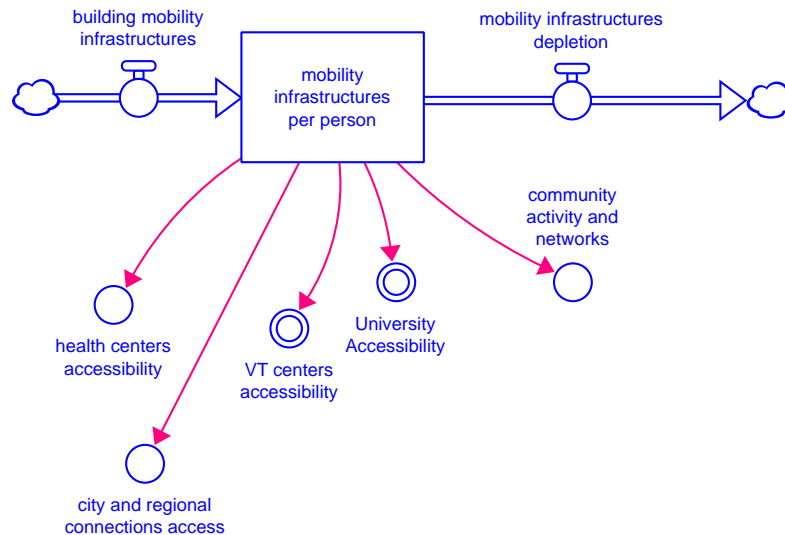 building mobility
infrastructures
mobility infrastructures
depletion
mobility
infrastructures
per person
community
activity and
networks
health centers
accessibility
VT centers
accessibility
University
Accessibility
city and regional
connections access